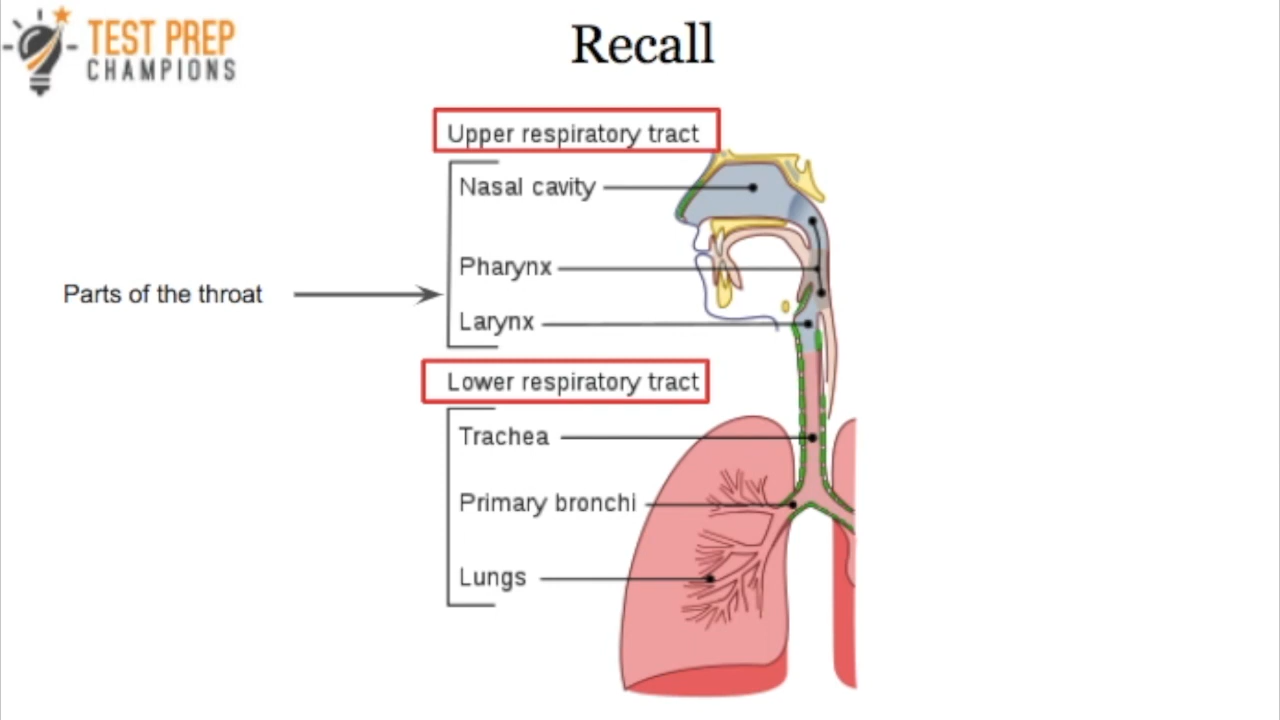 TEST PREP
CHAMPIONS
Recall
Upper respiratory tract
Nasal cavity
Pharynx
Parts of the throat
Larynx
Lower respiratory tract
Trachea
Primary bronchi
Lungs